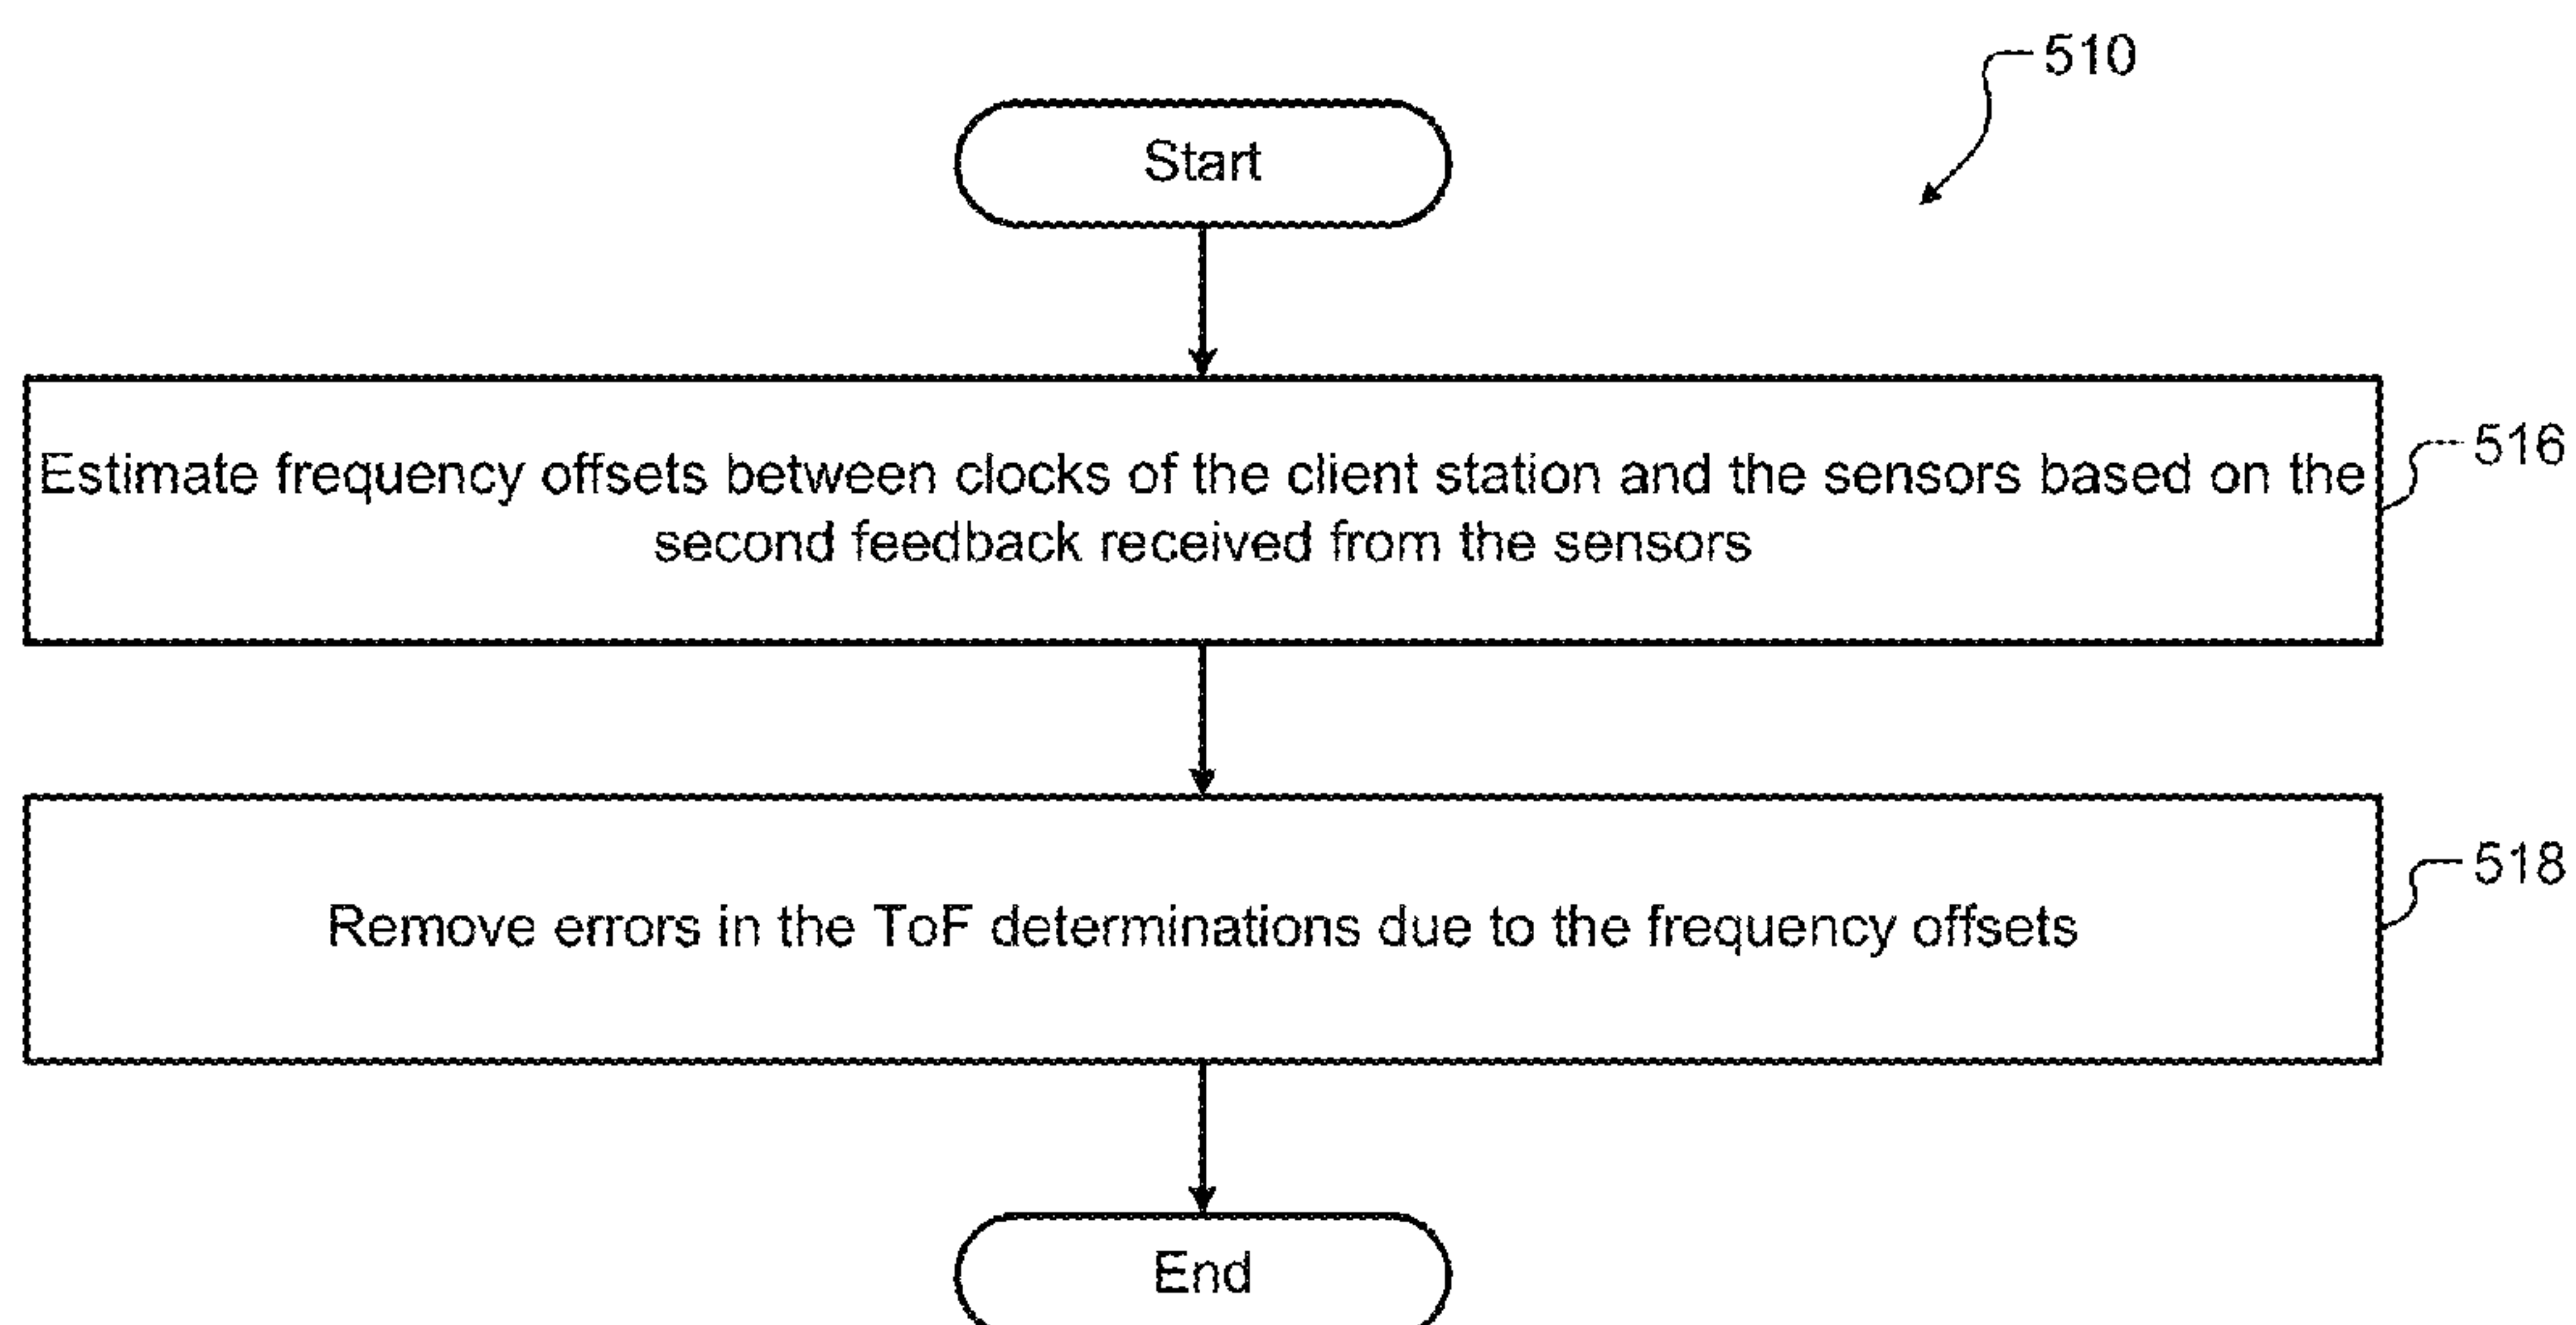 510
Start
Estimate frequency offsets between clocks of the client station and the sensors based on the
second feedback received from the sensors
516
Remove errors in the ToF determinations due to the frequency offsets
518
End